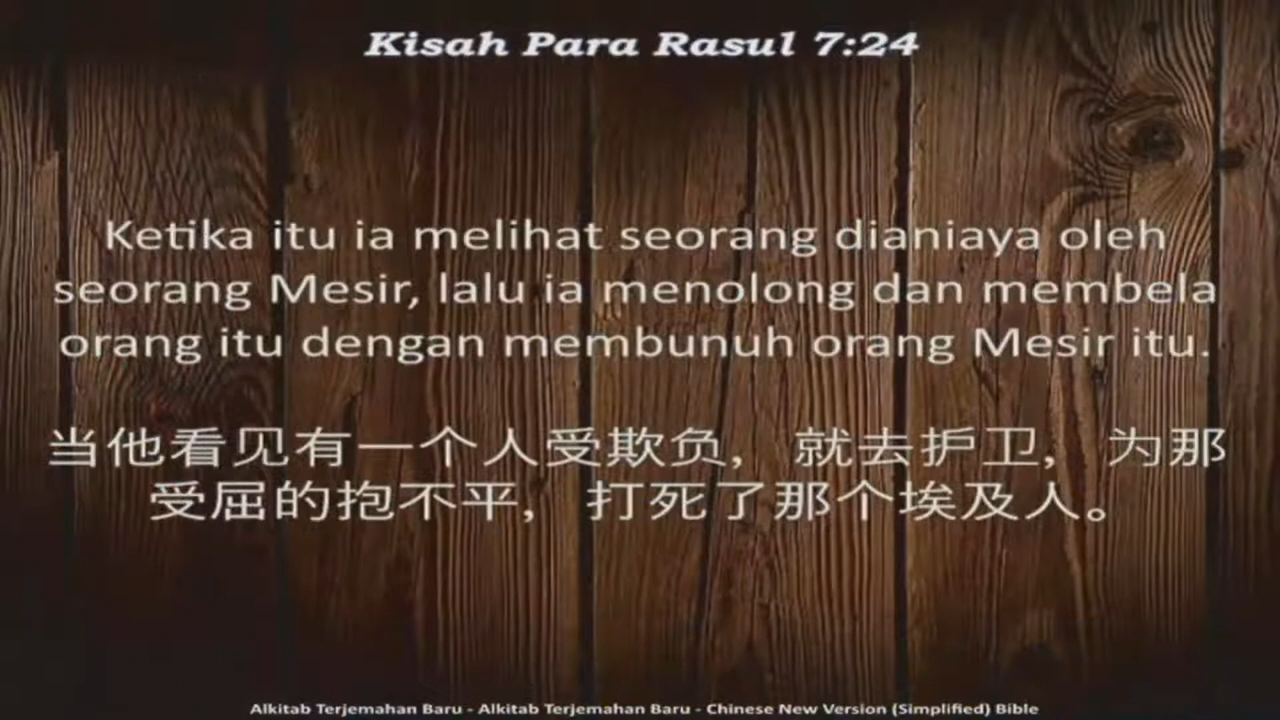 Kisah Para Rasul 7:24
Ketika itu ia melihat seorang dianiaya oleh
seorang Mesir, lalu ia menolong dan membela
orang itu dengan membunuh orang Mesir itu.
当他看见有一个人受欺负，就去护卫，为那
受屈的抱不平，打死了那个埃及人。
Alkitab Terjemahan Baru - Alkitab Terjemahan Baru - Chinese New Version (Simplified) Bible